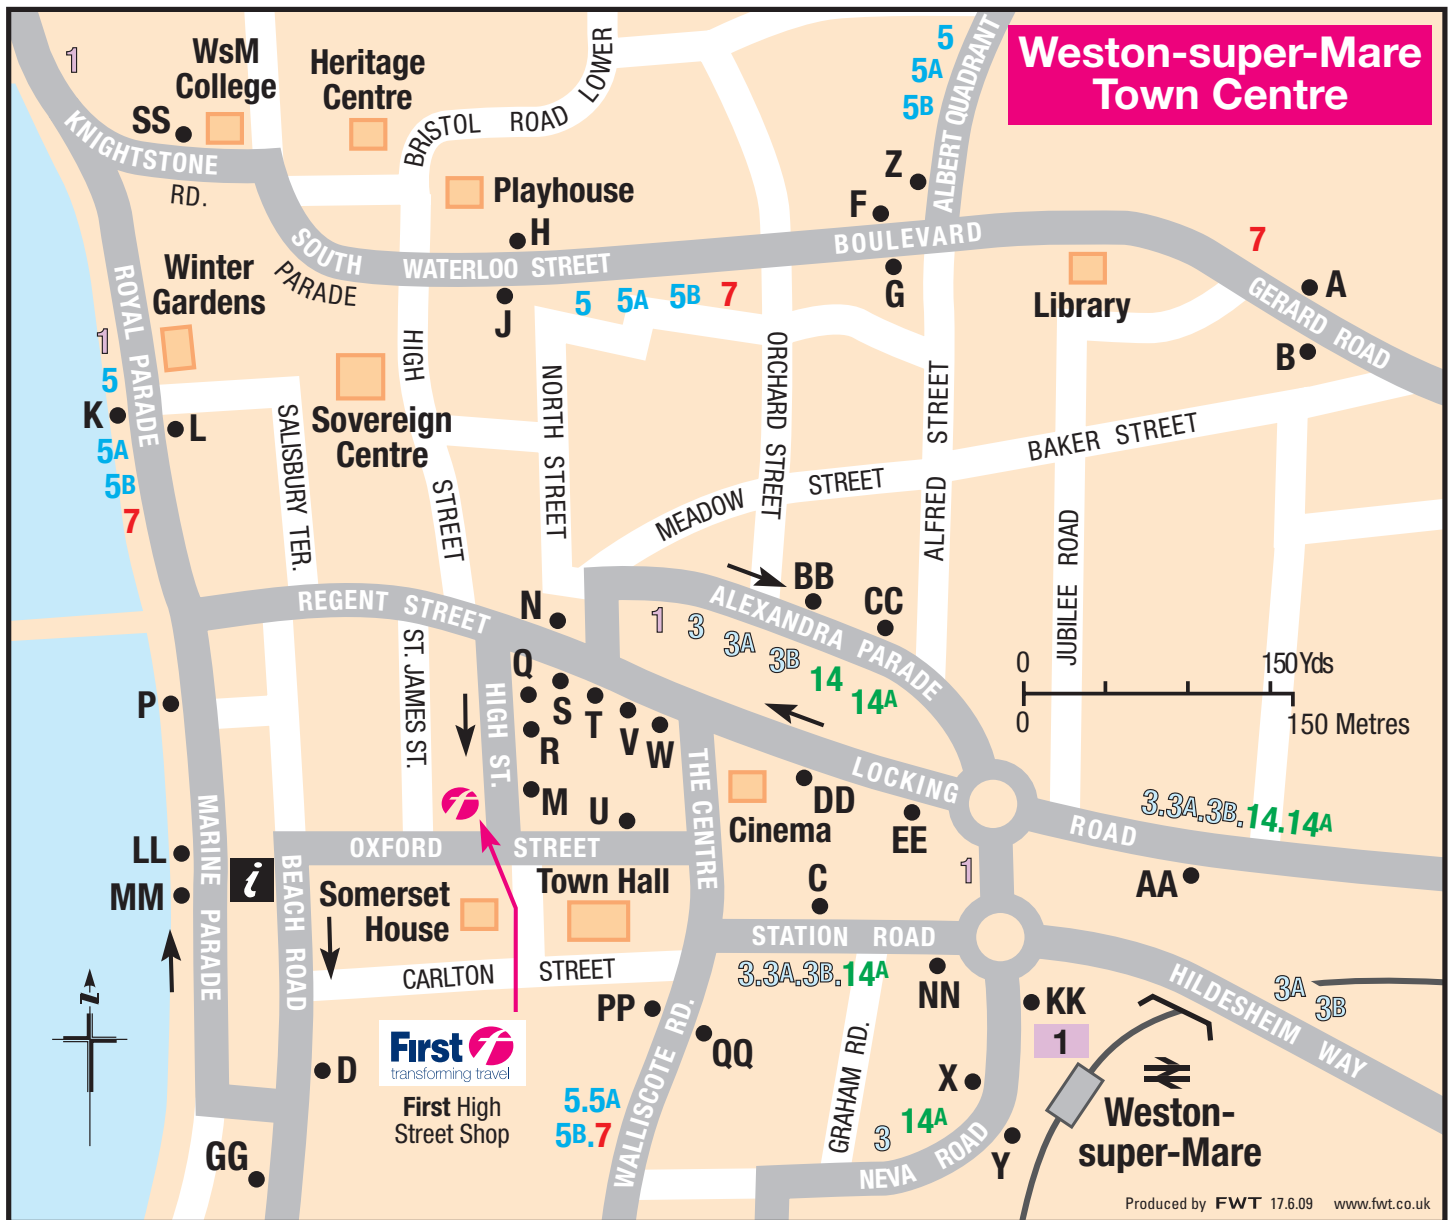 Weston-super-Mare
Town Centre
1
WsM
College
Heritage
Centre
SS
KNIGHTSTONE
RD.
BRISTOL ROAD LOWER
5
5A
5B
ALBERT QUADRANT
Z
F
Playhouse
H
SOUTH
PARADE
WATERLOO STREET
BOULEVARD
7
Winter
Gardens
ROYAL PARADE
J
5 5A 5B 7
G
Library
A
GERARD ROAD
B
1
5
K
L
5A
5B
7
HIGH
STREET
Sovereign
Centre
SALISBURY TER.
NORTH STREET
ORCHARD STREET
ALFRED STREET
MEADOW STREET
BAKER STREET
JUBILEE ROAD
REGENT STREET
N
BB
CC
ALEXANDRA PARADE
1 3 3A 3B 14 14A
0 150 Yds
0 150 Metres
ST. JAMES ST.
HIGH ST.
Q
S
T
V
W
R
M
U
P
THE CENTRE
LOCKING
ROAD
Cinema
DD
EE
3.3A.3B.14.14A
AA
1
MARINE PARADE
LL
MM
i
BEACH ROAD
OXFORD STREET
Somerset
House
Town Hall
C
STATION ROAD
3.3A.3B.14A
NN
CARLTON STREET
HILDESHEIM WAY
3A
3B
KK
1
PP
QQ
WALLISCOTE RD.
GRAHAM RD.
n
D
First f
transforming travel
First High
Street Shop
5.5A
5B.7
X
3
14A
NEVA ROAD
Y
Weston-
super-Mare
GG
Produced by FWT 17.6.09 www.fwt.co.uk